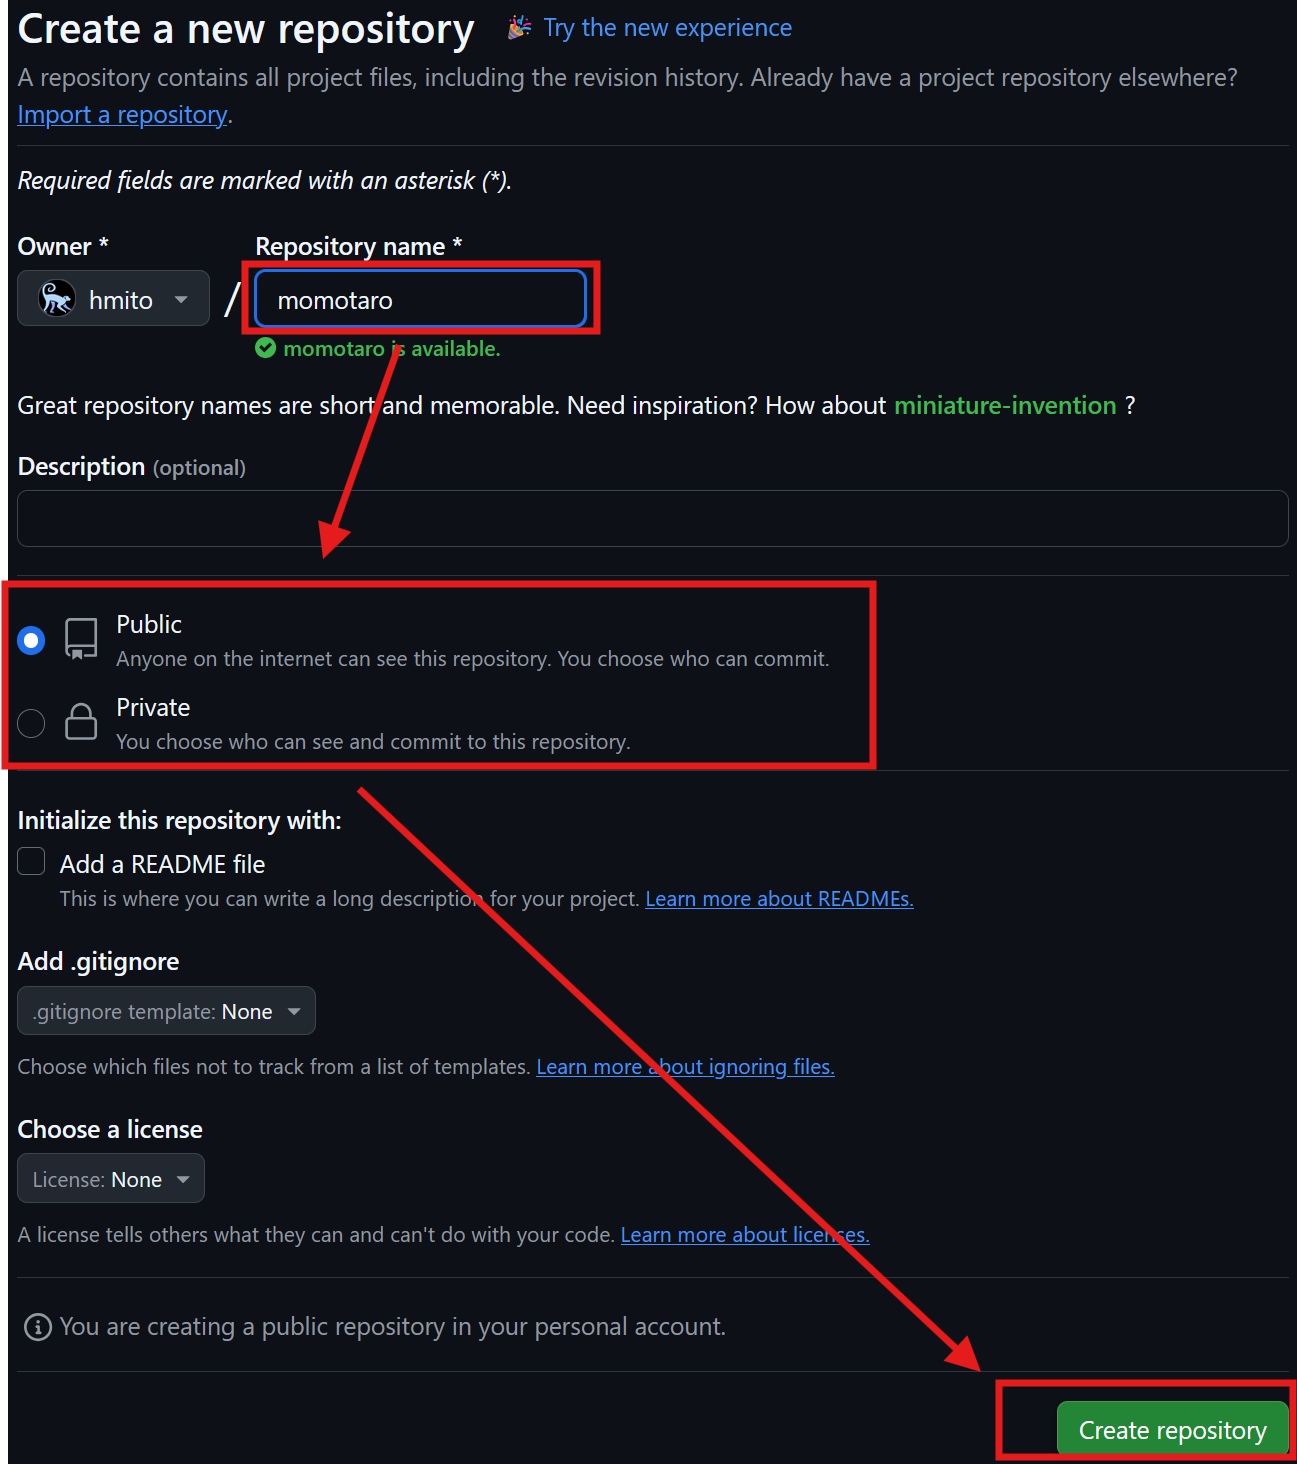 Create a new repository Try the new experience
A repository contains all project files, including the revision history. Already have a project repository elsewhere?
Import a repository.
Required fields are marked with an asterisk (*).
Owner * Repository name *
hmito / momotaro
momotaro is available.
Great repository names are short and memorable. Need inspiration? How about miniature-invention ?
Description (optional)
Public
Anyone on the internet can see this repository. You choose who can commit.
Private
You choose who can see and commit to this repository.
Initialize this repository with:
Add a README file
This is where you can write a long description for your project. Learn more about READMEs.
Add .gitignore
.gitignore template: None
Choose which files not to track from a list of templates. Learn more about ignoring files.
Choose a license
License: None
A license tells others what they can and can't do with your code. Learn more about licenses.
You are creating a public repository in your personal account.
Create repository